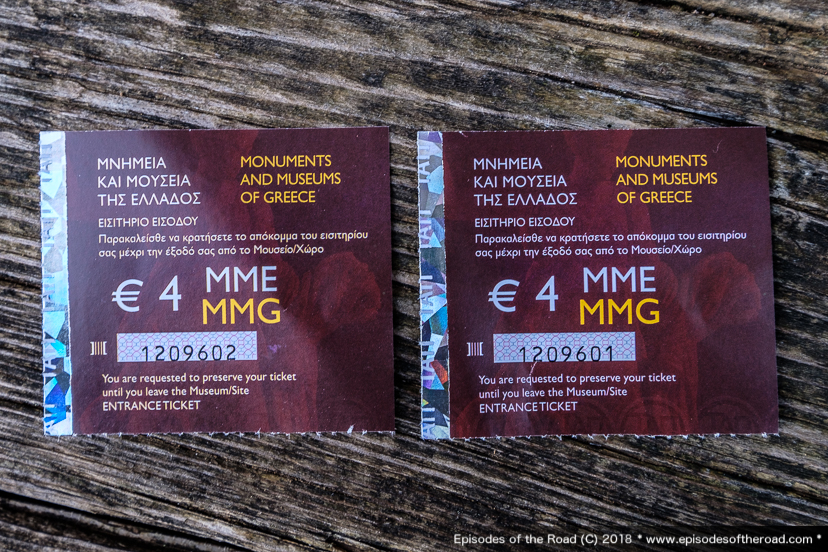 ΜΝΗΜΕΙΑ
ΚΑΙ ΜΟΥΣΕΙΑ
ΤΗΣ ΕΛΛΑΔΟΣ
MONUMENTS
AND MUSEUMS
OF GREECE
ΕΙΣΙΤΗΡΙΟ ΕΙΣΟΔΟΥ
Παρακαλείσθε να κρατήσετε το απόκομμα του εισιτηρίου
σας μέχρι την έξοδό σας από το Μουσείο/Χώρο
€ 4
ΜΜΕ
MMG
1209602
You are requested to preserve your ticket
until you leave the Museum/Site
ENTRANCE TICKET
ΜΝΗΜΕΙΑ
ΚΑΙ ΜΟΥΣΕΙΑ
ΤΗΣ ΕΛΛΑΔΟΣ
MONUMENTS
AND MUSEUMS
OF GREECE
ΕΙΣΙΤΗΡΙΟ ΕΙΣΟΔΟΥ
Παρακαλείσθε να κρατήσετε το απόκομμα του εισιτηρίου
σας μέχρι την έξοδό σας από το Μουσείο/Χώρο
€ 4
ΜΜΕ
MMG
1209601
You are requested to preserve your ticket
until you leave the Museum/Site
ENTRANCE TICKET
Episodes of the Road (C) 2018 * www.episodesoftheroad.com *